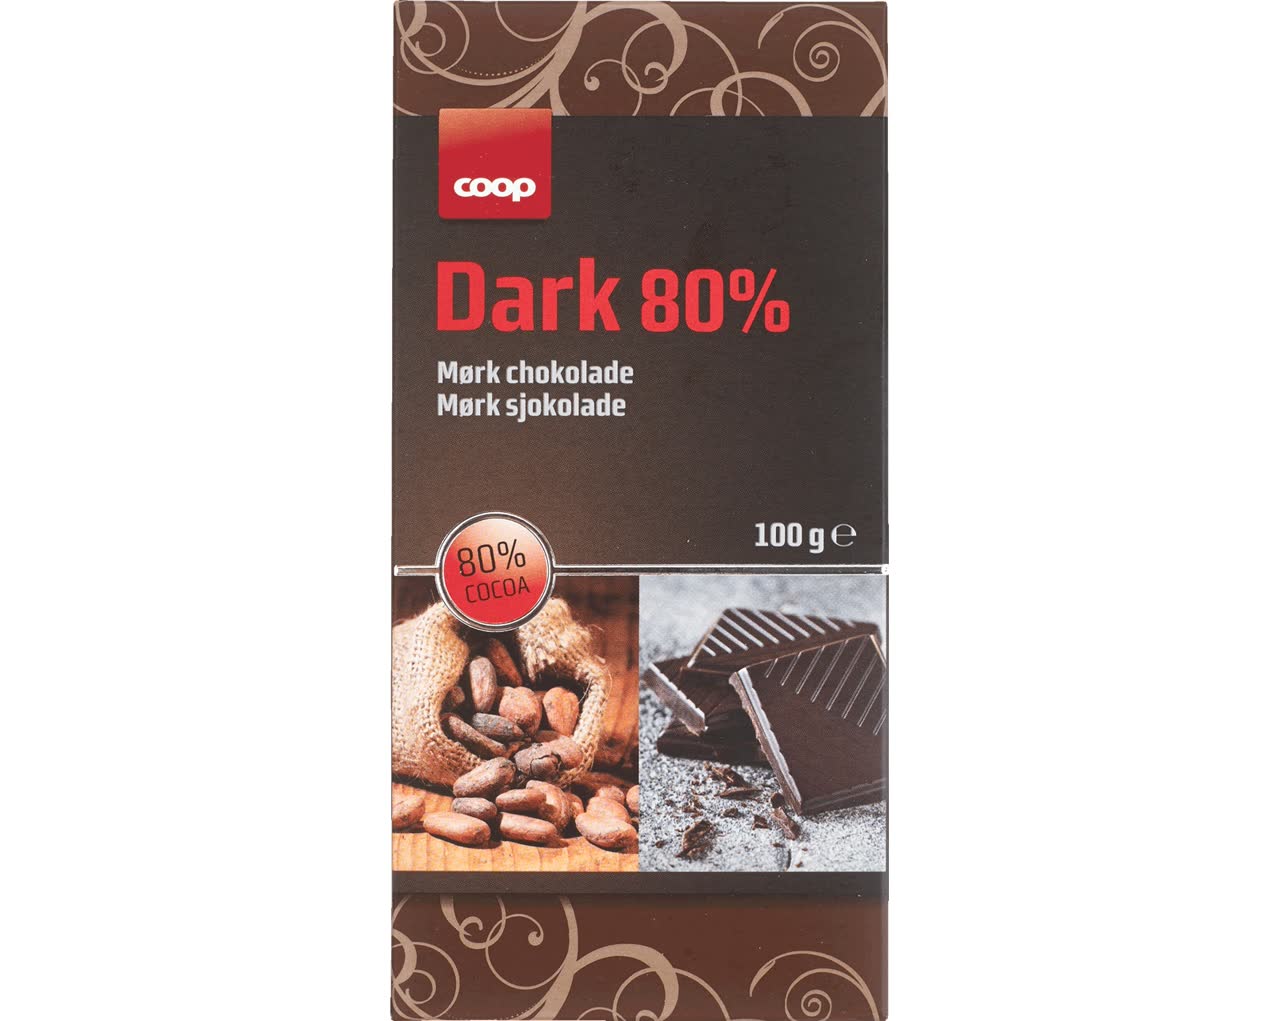 coop
Dark 80%
Mørk chokolade
Mørk sjokolade
100 g ℮
80%
COCOA